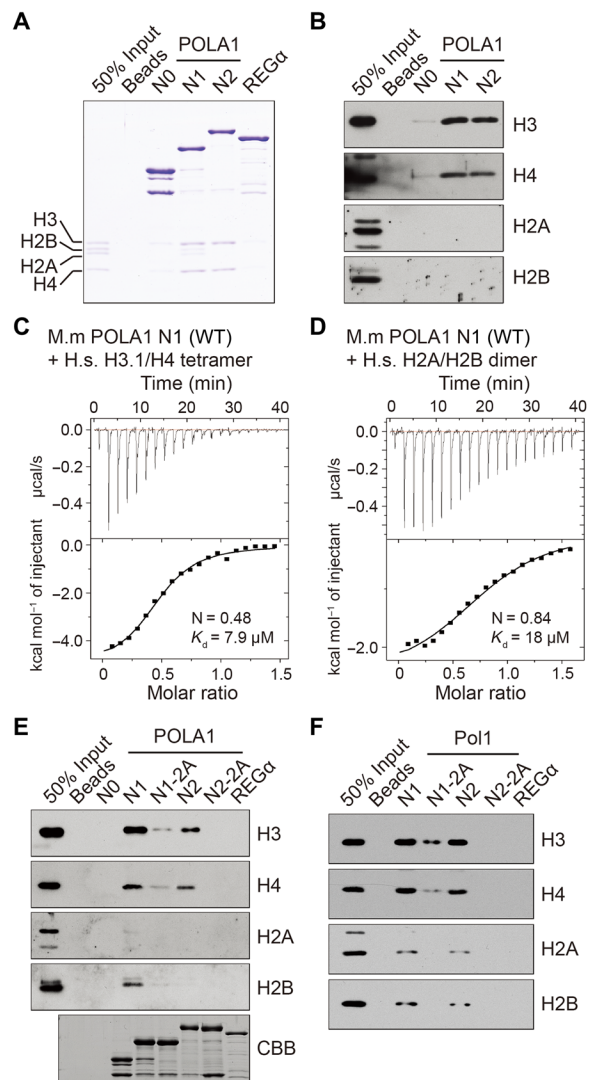 A
50% Input
Beads
N0
POLA1
N1
N2
REGα
H3
H2B
H2A
H4
B
50% Input
Beads
N0
POLA1
N1
N2
H3
H4
H2A
H2B
C
M.m POLA1 N1 (WT)
+ H.s. H3.1/H4 tetramer
Time (min)
0 10 20 30 40
0.0
−0.2
−0.4
µcal/s
0.0
−2.0
−4.0
kcal mol⁻¹ of injectant
N = 0.48
Kd = 7.9 µM
0 0.5 1.0 1.5
Molar ratio
D
M.m POLA1 N1 (WT)
+ H.s. H2A/H2B dimer
Time (min)
0 10 20 30 40
0.0
−0.2
−0.4
µcal/s
−2.0
kcal mol⁻¹ of injectant
N = 0.84
Kd = 18 µM
0 0.5 1.0 1.5
Molar ratio
E
50% Input
Beads
N0
POLA1
N1
N1-2A
N2
N2-2A
REGα
H3
H4
H2A
H2B
CBB
F
50% Input
Beads
Pol1
N1
N1-2A
N2
N2-2A
REGα
H3
H4
H2A
H2B